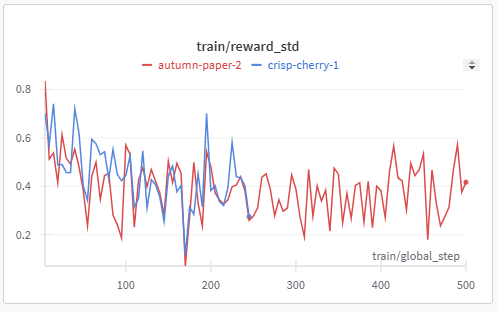 train/reward_std
autumn-paper-2 crisp-cherry-1
0.8
0.6
0.4
0.2
train/global_step
100 200 300 400 500